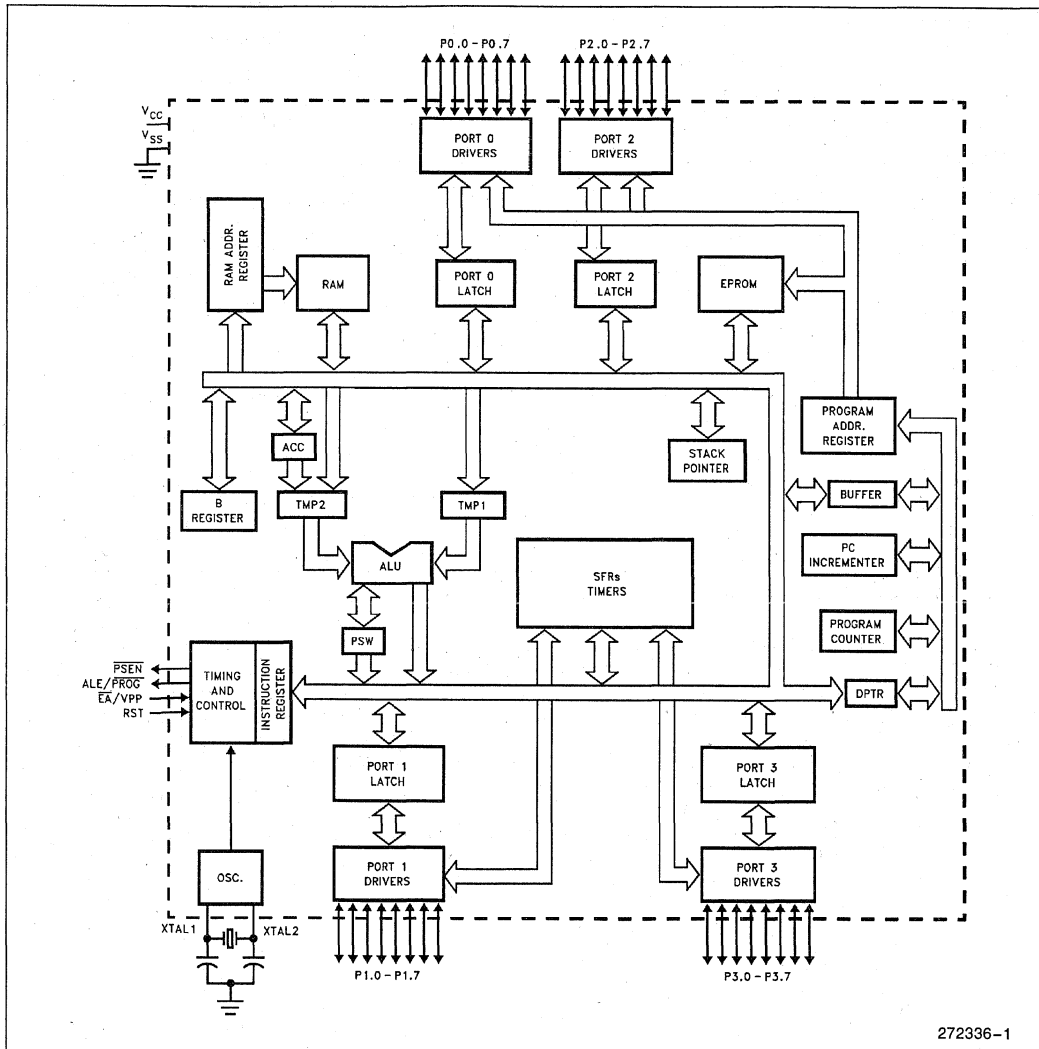 P0.0-P0.7
P2.0-P2.7
VCC
VSS
PORT 0
DRIVERS
PORT 2
DRIVERS
RAM ADDR.
REGISTER
RAM
PORT 0
LATCH
PORT 2
LATCH
EPROM
PROGRAM
ADDR.
REGISTER
ACC
STACK
POINTER
B
REGISTER
TMP2
TMP1
BUFFER
ALU
SFRs
TIMERS
PC
INCREMENTER
PSW
PROGRAM
COUNTER
PSEN
ALE/PROG
EA/VPP
RST
TIMING
AND
CONTROL
INSTRUCTION
REGISTER
DPTR
PORT 1
LATCH
PORT 3
LATCH
OSC.
PORT 1
DRIVERS
PORT 3
DRIVERS
XTAL1
XTAL2
P1.0-P1.7
P3.0-P3.7
272336-1